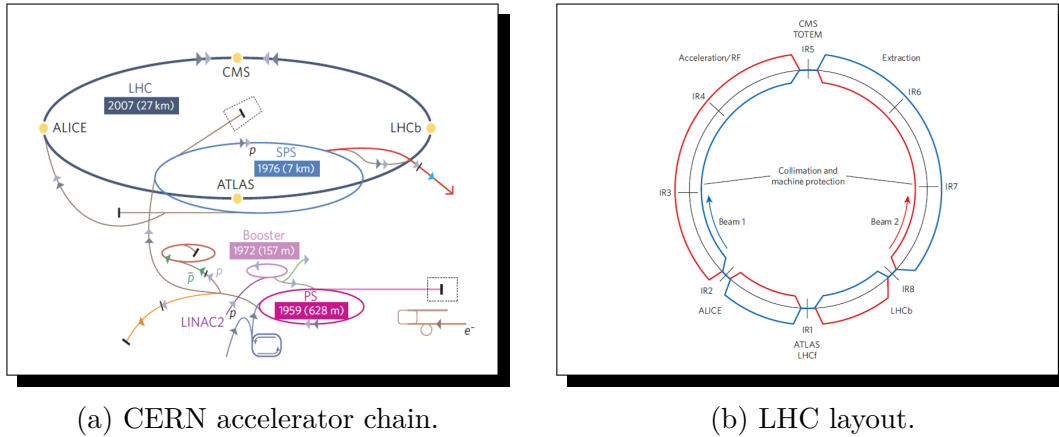 CMS
LHC
2007 (27 km)
ALICE
LHCb
p
SPS
1976 (7 km)
ATLAS
Booster
1972 (157 m)
p̄
p
PS
1959 (628 m)
LINAC2
p
e⁻
(a) CERN accelerator chain.
CMS
TOTEM
IR5
Acceleration/RF
Extraction
IR4
IR6
Collimation and
machine protection
IR3
IR7
Beam 1
Beam 2
IR2
IR8
ALICE
LHCb
IR1
ATLAS
LHCf
(b) LHC layout.